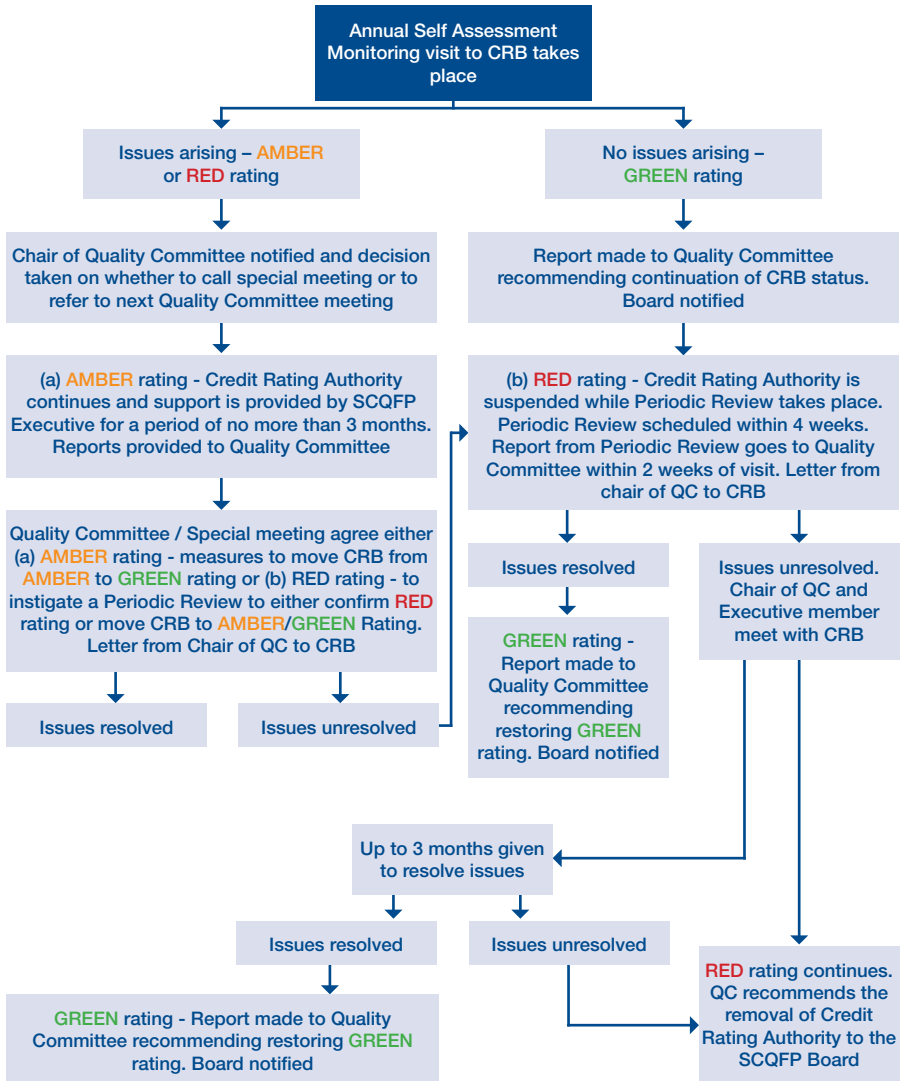 Annual Self Assessment
Monitoring visit to CRB takes
place
Issues arising – AMBER
or RED rating
No issues arising –
GREEN rating
Chair of Quality Committee notified and decision
taken on whether to call special meeting or to
refer to next Quality Committee meeting
Report made to Quality Committee
recommending continuation of CRB status.
Board notified
(a) AMBER rating - Credit Rating Authority
continues and support is provided by SCQFP
Executive for a period of no more than 3 months.
Reports provided to Quality Committee
(b) RED rating - Credit Rating Authority is
suspended while Periodic Review takes place.
Periodic Review scheduled within 4 weeks.
Report from Periodic Review goes to Quality
Committee within 2 weeks of visit. Letter from
chair of QC to CRB
Quality Committee / Special meeting agree either
(a) AMBER rating - measures to move CRB from
AMBER to GREEN rating or (b) RED rating - to
instigate a Periodic Review to either confirm RED
rating or move CRB to AMBER/GREEN Rating.
Letter from Chair of QC to CRB
Issues resolved
Issues unresolved
Issues resolved
GREEN rating -
Report made to
Quality Committee
recommending
restoring GREEN
rating. Board notified
Issues unresolved.
Chair of QC and
Executive member
meet with CRB
Up to 3 months given
to resolve issues
Issues resolved
Issues unresolved
GREEN rating - Report made to Quality
Committee recommending restoring GREEN
rating. Board notified
RED rating continues.
QC recommends the
removal of Credit
Rating Authority to the
SCQFP Board